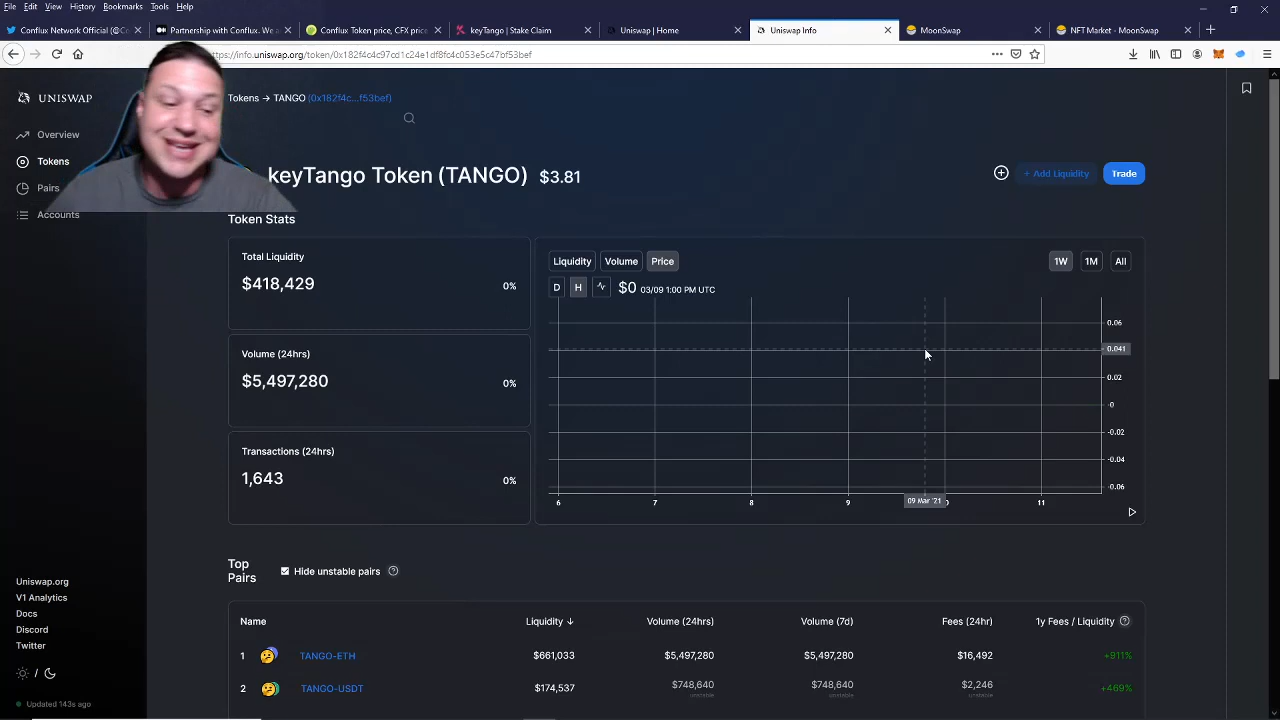 File Edit View History Bookmarks Tools Help
Conflux Network Official (@Co
Partnership with Conflux. We a
Conflux Token price, CFX price
keyTango | Stake Claim
Uniswap | Home
Uniswap Info
MoonSwap
NFT Market - MoonSwap
https://info.uniswap.org/token/0x182f4c4c97cd1c24e1df8fc4c053e5c47bf53bef
UNISWAP
Overview
Tokens
Pairs
Accounts
Tokens → TANGO (0x182f4c...f53bef)
keyTango Token (TANGO) $3.81
+ Add Liquidity
Trade
Token Stats
Total Liquidity
$418,429 0%
Volume (24hrs)
$5,497,280 0%
Transactions (24hrs)
1,643 0%
Liquidity Volume Price
1W 1M All
D H $0 03/09 1:00 PM UTC
0.06
0.041
0.02
-0
-0.02
-0.04
-0.06
6 7 8 9 11
09 Mar '21
Top
Pairs
Hide unstable pairs
Name Liquidity ↓ Volume (24hrs) Volume (7d) Fees (24hr) 1y Fees / Liquidity
1 TANGO-ETH $661,033 $5,497,280 $5,497,280 $16,492 +911%
2 TANGO-USDT $174,537 $748,640 $748,640 $2,246 +469%
unstable unstable unstable
Uniswap.org
V1 Analytics
Docs
Discord
Twitter
Updated 143s ago